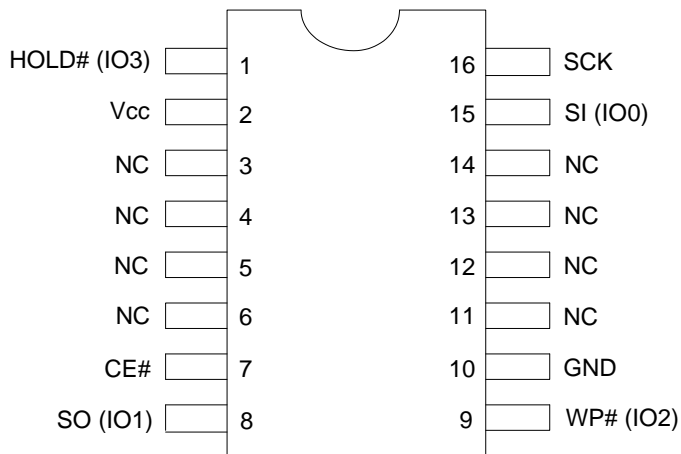 HOLD# (IO3) 1 16 SCK
Vcc 2 15 SI (IO0)
NC 3 14 NC
NC 4 13 NC
NC 5 12 NC
NC 6 11 NC
CE# 7 10 GND
SO (IO1) 8 9 WP# (IO2)